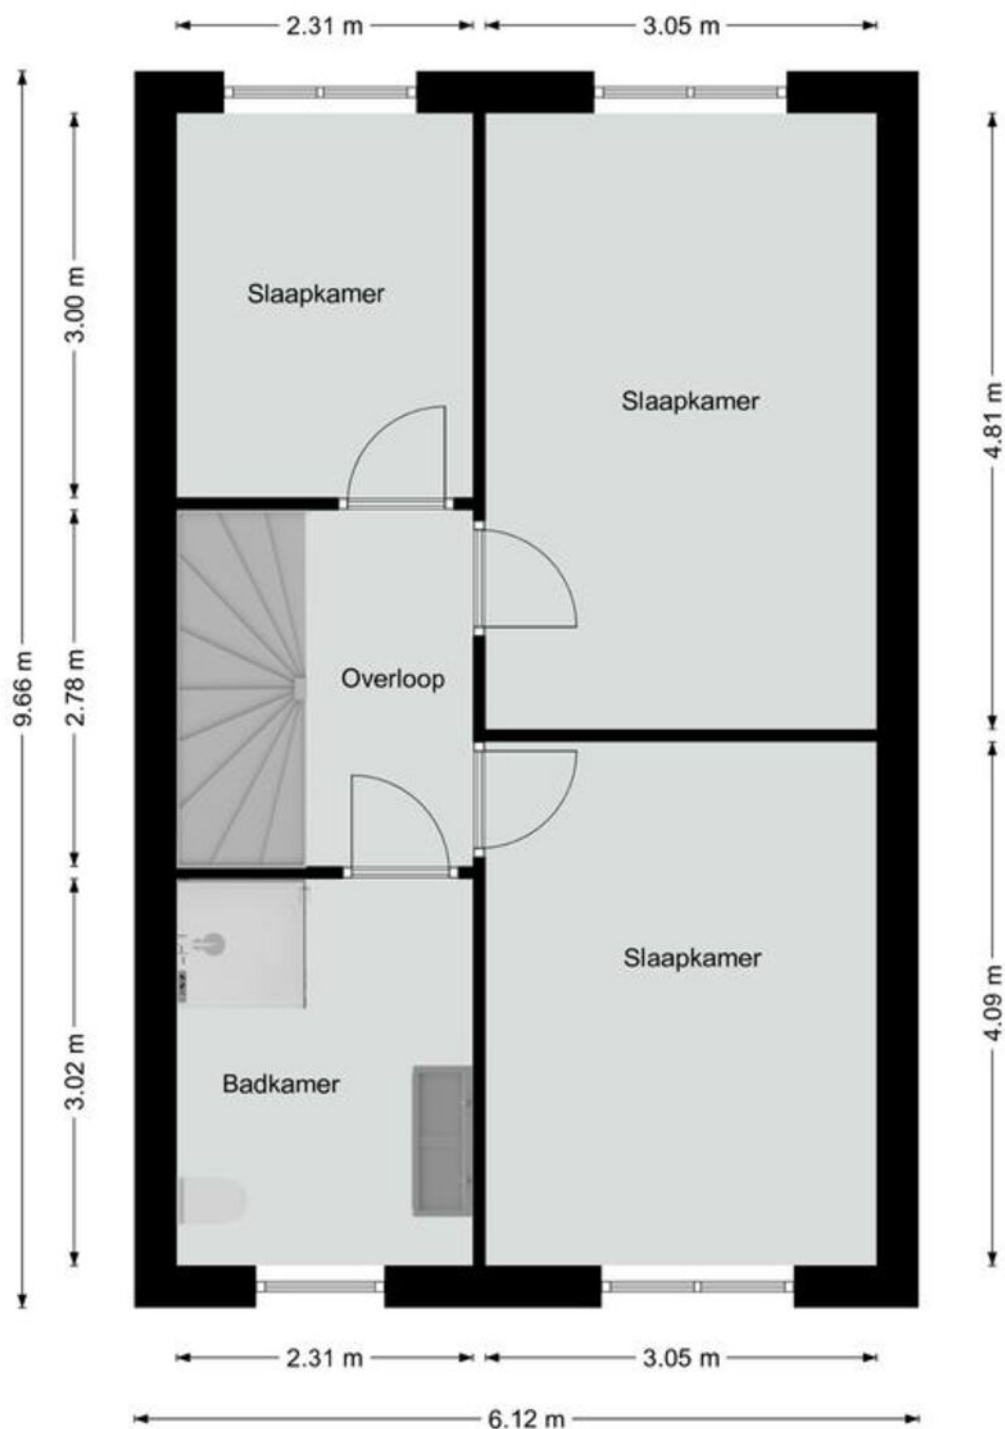 2.31 m
3.05 m
3.00 m
Slaapkamer
Slaapkamer
4.81 m
9.66 m
2.78 m
Overloop
Slaapkamer
4.09 m
3.02 m
Badkamer
2.31 m
3.05 m
6.12 m